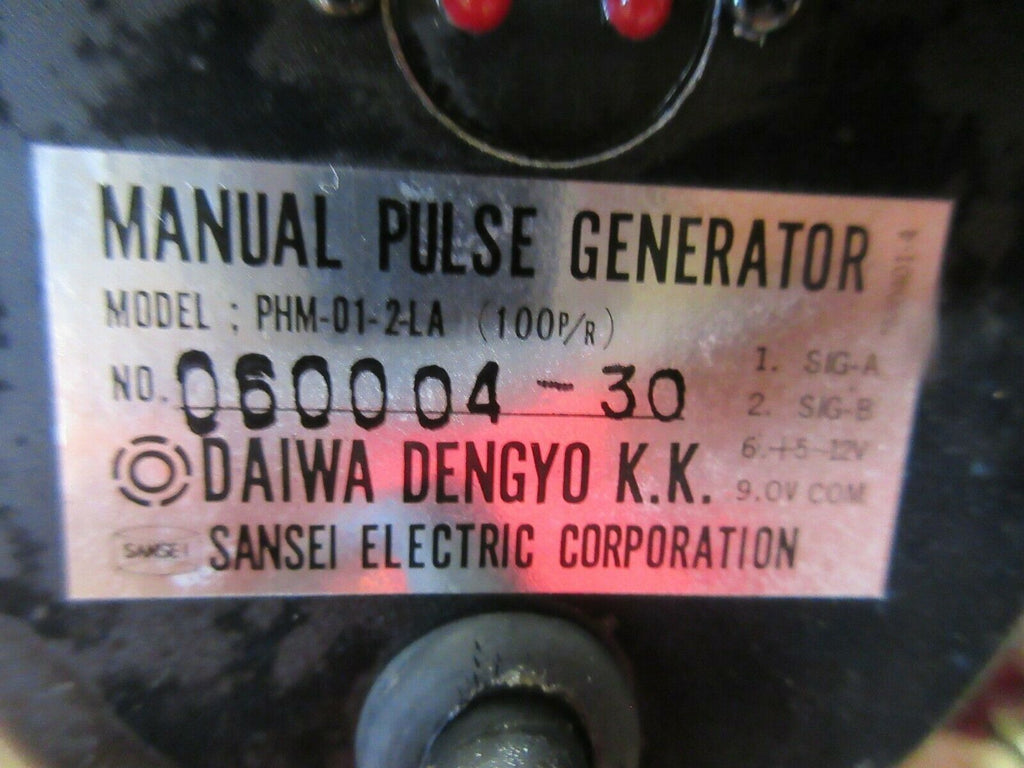 MANUAL PULSE GENERATOR
MODEL : PHM-01-2-LA (100P/R)
NO. 060004-30
1. SIG-A
2. SIG-B
6.+5-12V
9.0V COM
DAIWA DENGYO K.K.
SANSEI SANSEI ELECTRIC CORPORATION